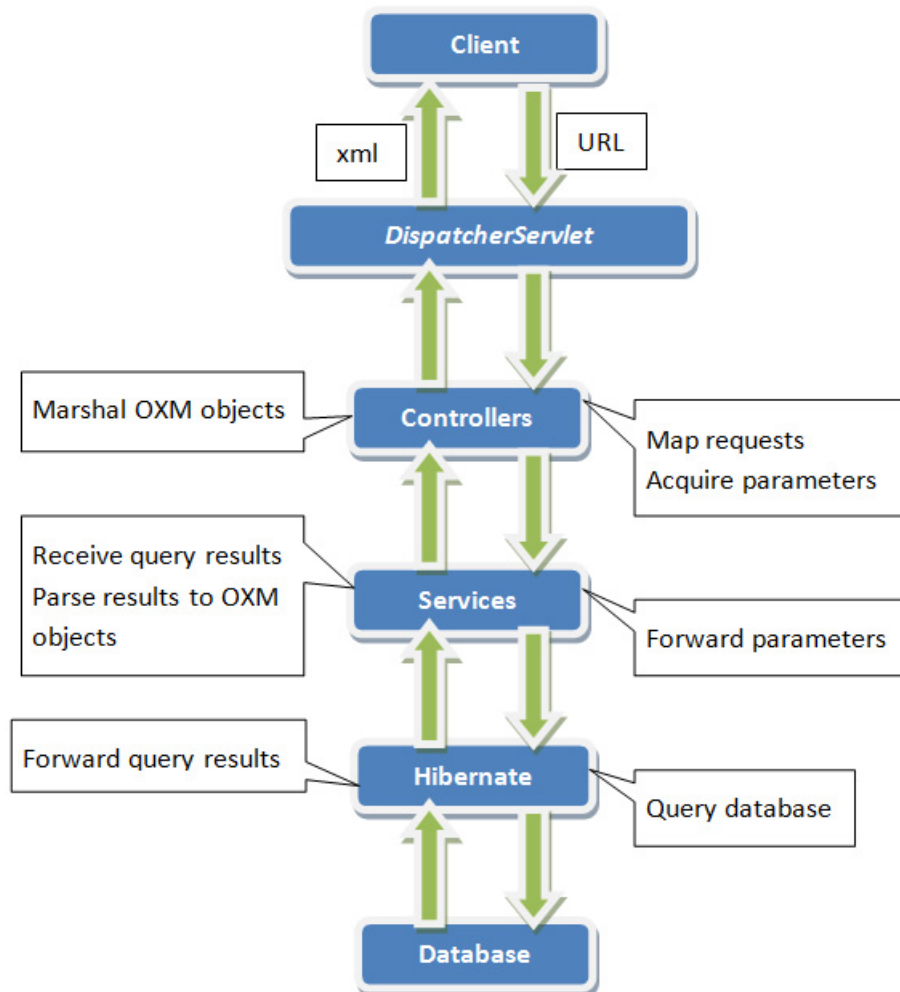 Client
xml
URL
DispatcherServlet
Marshal OXM objects
Controllers
Map requests
Acquire parameters
Receive query results
Parse results to OXM
objects
Services
Forward parameters
Forward query results
Hibernate
Query database
Database